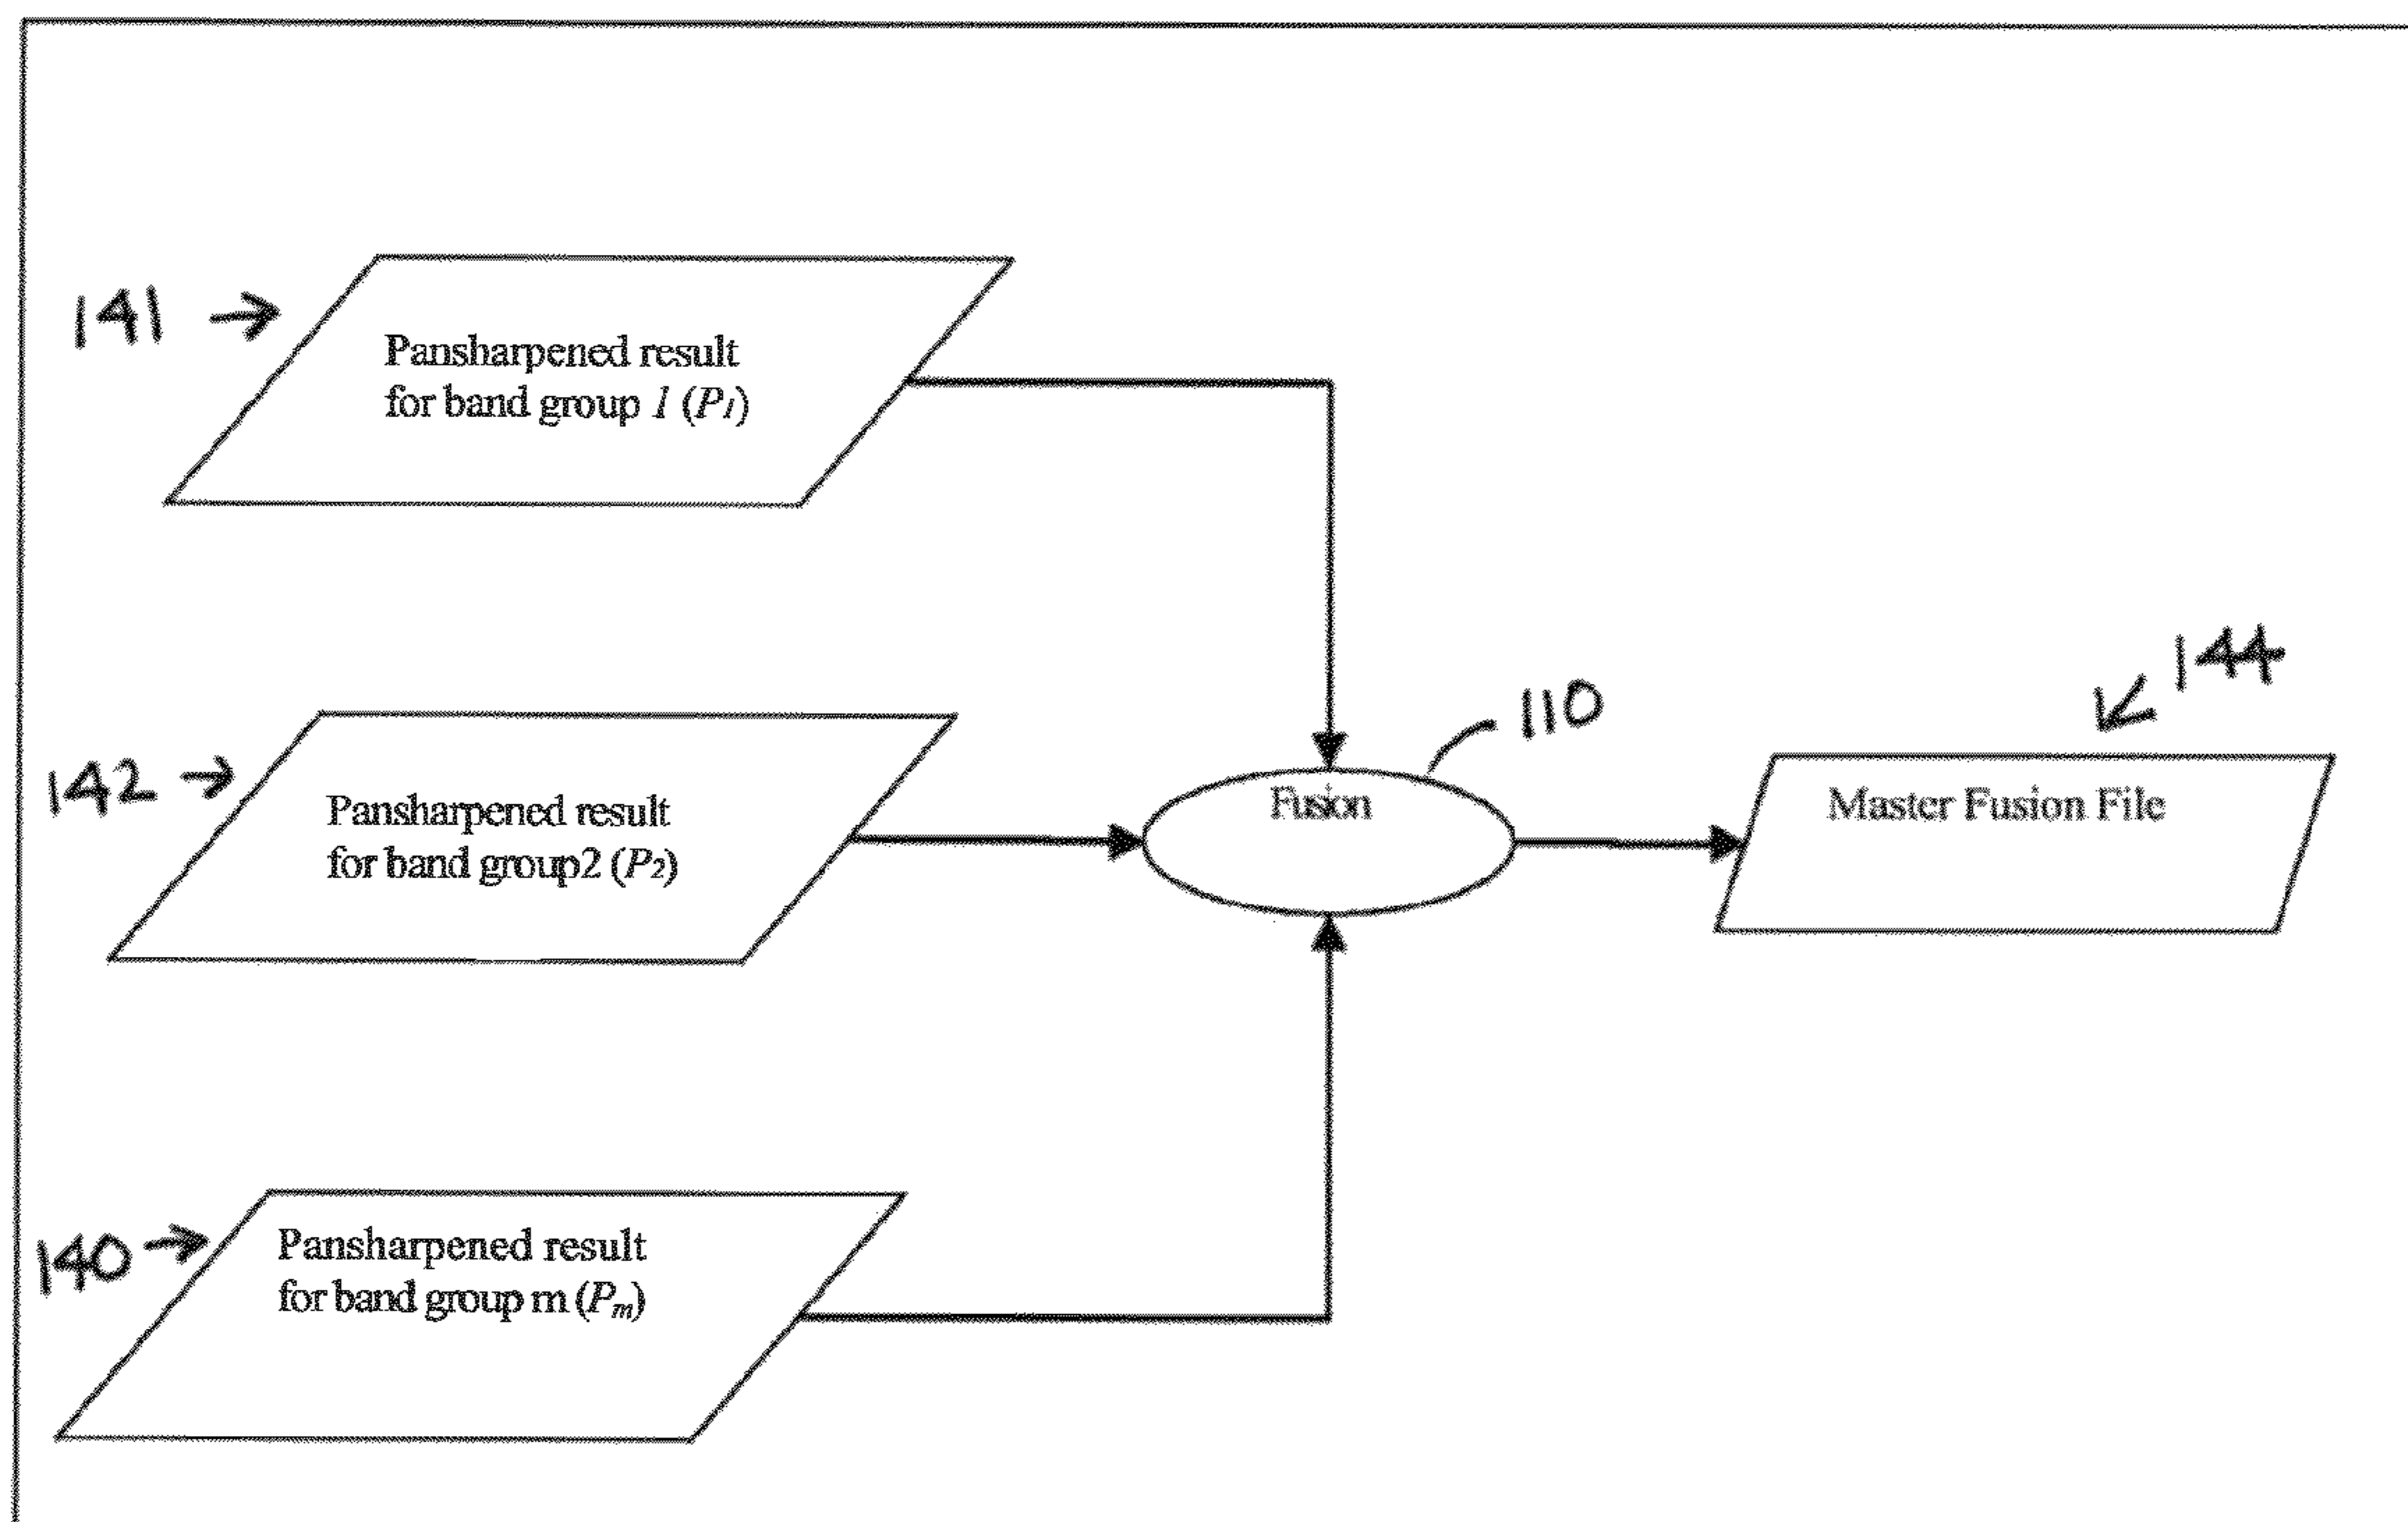 141 →
Pansharpened result
for band group 1 (P1)
142 →
Pansharpened result
for band group2 (P2)
110
144
Fusion
Master Fusion File
140 →
Pansharpened result
for band group m (Pm)